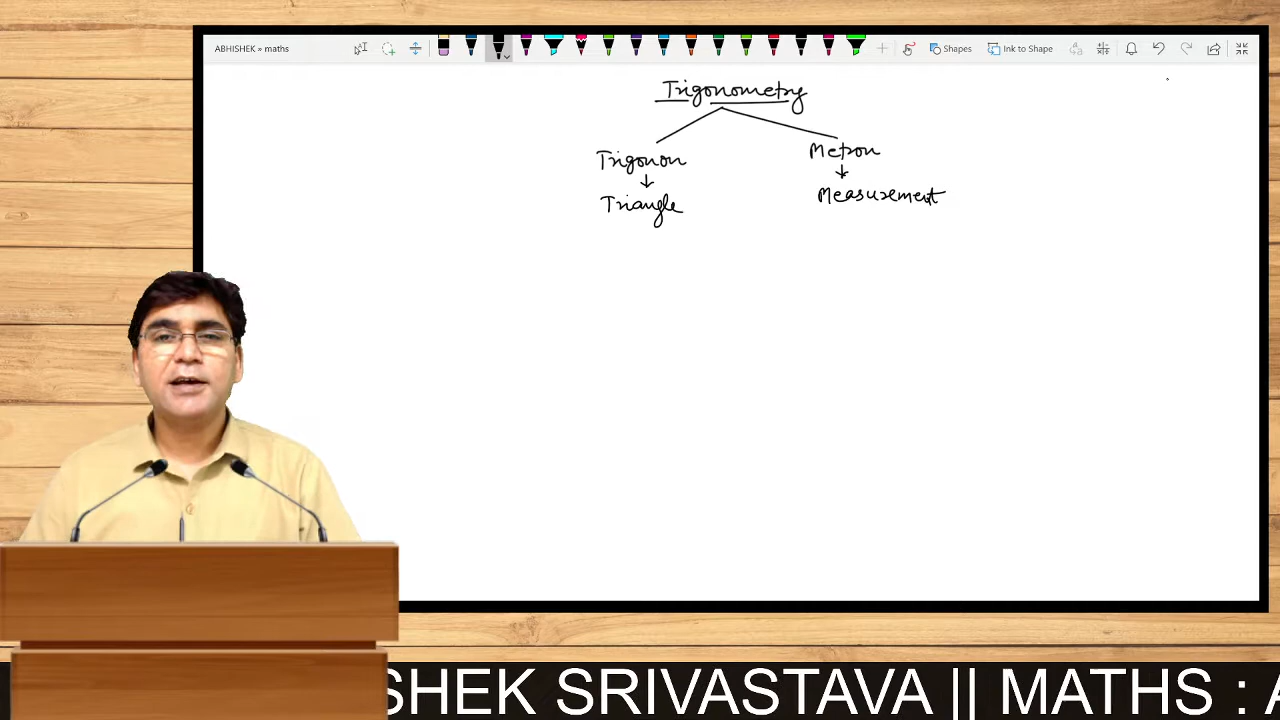 ABHISHEK » maths
Shapes
Ink to Shape
Trigonometry
Trigonon
Metron
Triangle
Measurement
SHEK SRIVASTAVA || MATHS : A